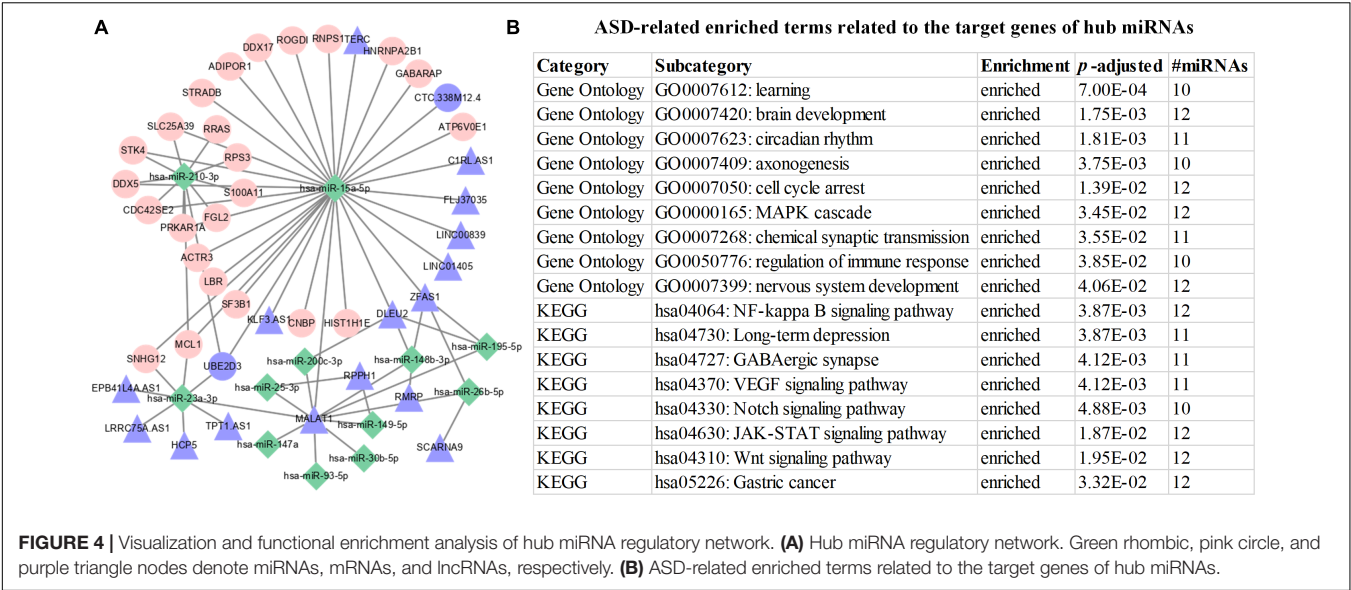 A
B
ASD-related enriched terms related to the target genes of hub miRNAs
RNPS1
TERC
ROGDI
HNRNPA2B1
DDX17
ADIPOR1
GABARAP
STRADB
CTC.338M12.4
SLC25A39
RRAS
ATP6V0E1
STK4
RPS3
C1RL.AS1
hsa-miR-210-3p
DDX5
S100A11
hsa-miR-15a-5p
FLJ37035
CDC42SE2
FGL2
PRKAR1A
LINC00839
ACTR3
LINC01405
LBR
ZFAS1
SF3B1
KLF3.AS1
CNBP
HIST1H1E
DLEU2
MCL1
SNHG12
UBE2D3
hsa-miR-200c-3p
hsa-miR-148b-3p
hsa-miR-195-5p
EPB41L4A.AS1
hsa-miR-25-3p
RPPH1
hsa-miR-26b-5p
hsa-miR-23a-3p
RMRP
LRRC75A.AS1
TPT1.AS1
MALAT1
hsa-miR-149-5p
HCP5
hsa-miR-147a
SCARNA9
hsa-miR-30b-5p
hsa-miR-93-5p
Category Subcategory Enrichment p -adjusted #miRNAs
Gene Ontology GO0007612: learning enriched 7.00E-04 10
Gene Ontology GO0007420: brain development enriched 1.75E-03 12
Gene Ontology GO0007623: circadian rhythm enriched 1.81E-03 11
Gene Ontology GO0007409: axonogenesis enriched 3.75E-03 10
Gene Ontology GO0007050: cell cycle arrest enriched 1.39E-02 12
Gene Ontology GO0000165: MAPK cascade enriched 3.45E-02 12
Gene Ontology GO0007268: chemical synaptic transmission enriched 3.55E-02 11
Gene Ontology GO0050776: regulation of immune response enriched 3.85E-02 10
Gene Ontology GO0007399: nervous system development enriched 4.06E-02 12
KEGG hsa04064: NF-kappa B signaling pathway enriched 3.87E-03 12
KEGG hsa04730: Long-term depression enriched 3.87E-03 11
KEGG hsa04727: GABAergic synapse enriched 4.12E-03 11
KEGG hsa04370: VEGF signaling pathway enriched 4.12E-03 11
KEGG hsa04330: Notch signaling pathway enriched 4.88E-03 10
KEGG hsa04630: JAK-STAT signaling pathway enriched 1.87E-02 12
KEGG hsa04310: Wnt signaling pathway enriched 1.95E-02 12
KEGG hsa05226: Gastric cancer enriched 3.32E-02 12
FIGURE 4 | Visualization and functional enrichment analysis of hub miRNA regulatory network. (A) Hub miRNA regulatory network. Green rhombic, pink circle, and
purple triangle nodes denote miRNAs, mRNAs, and lncRNAs, respectively. (B) ASD-related enriched terms related to the target genes of hub miRNAs.